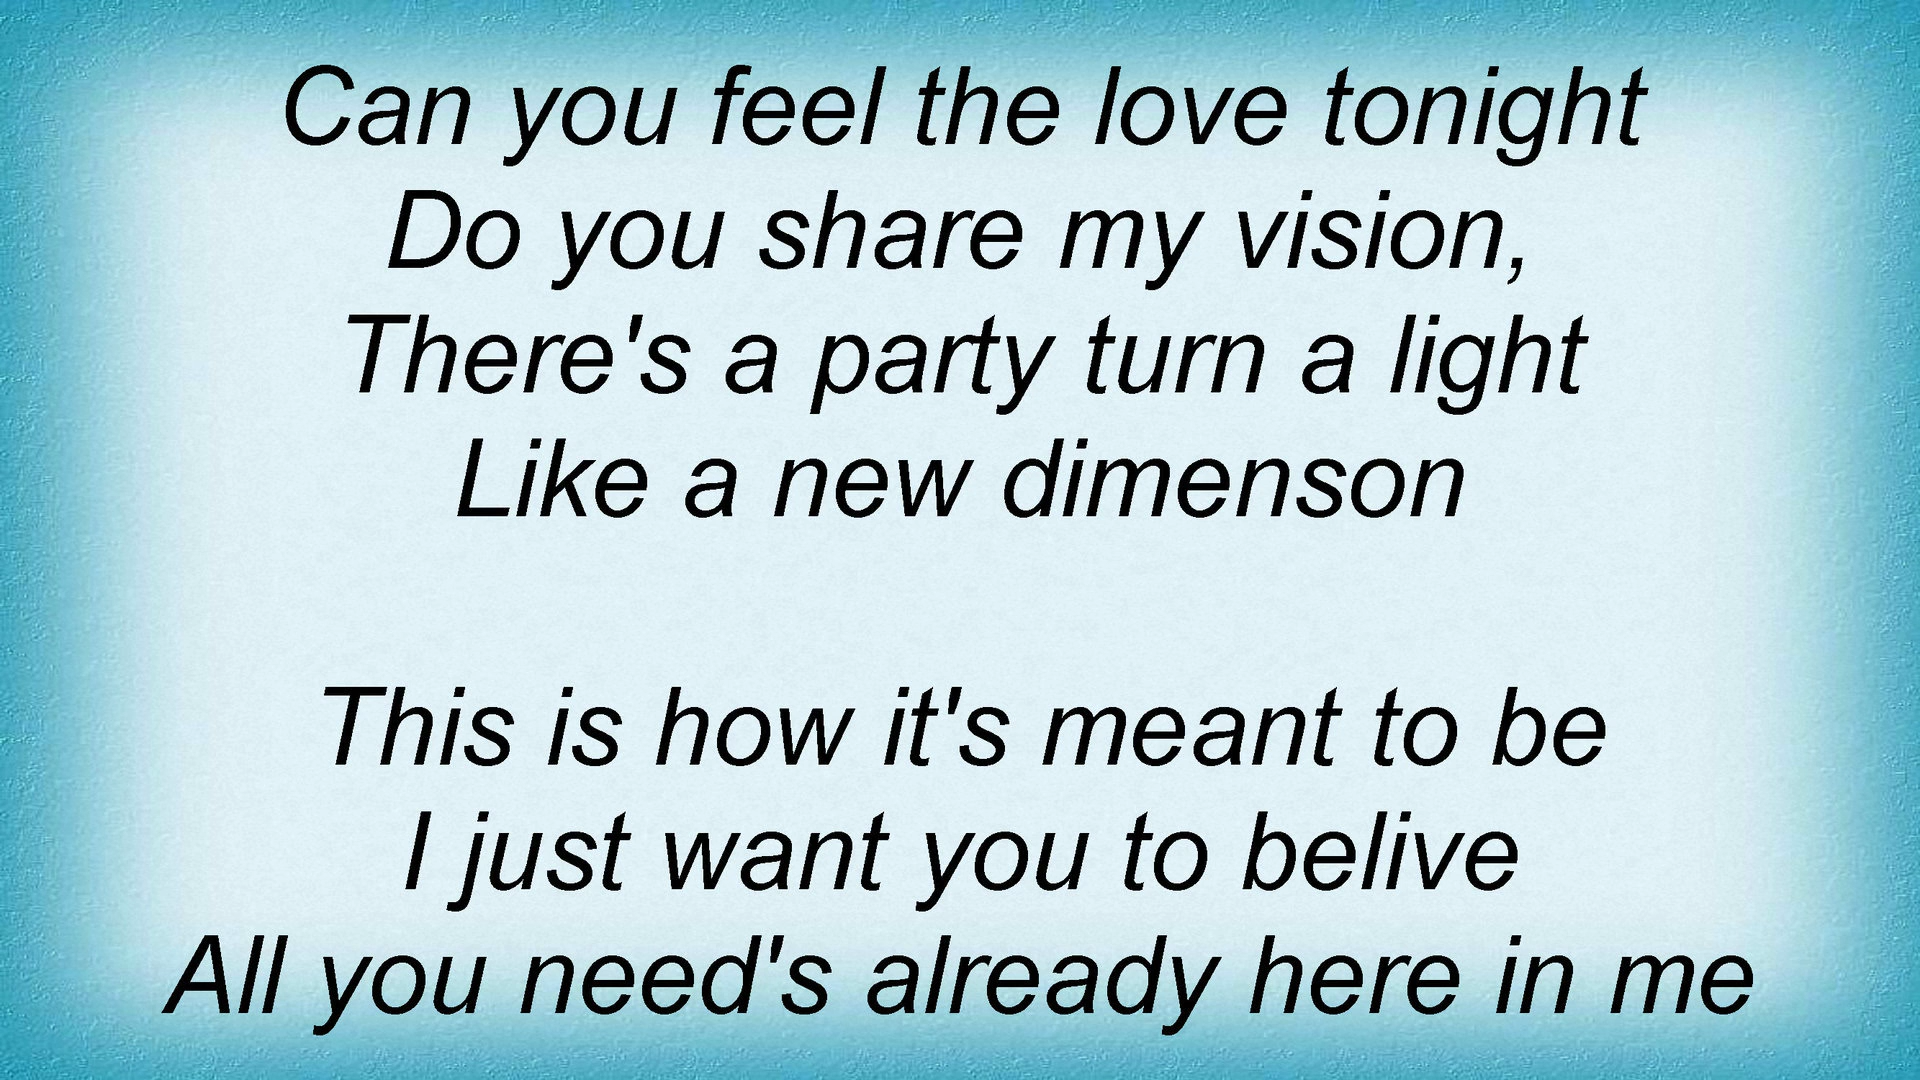 Can you feel the love tonight
Do you share my vision,
There's a party turn a light
Like a new dimenson
This is how it's meant to be
I just want you to belive
All you need's already here in me